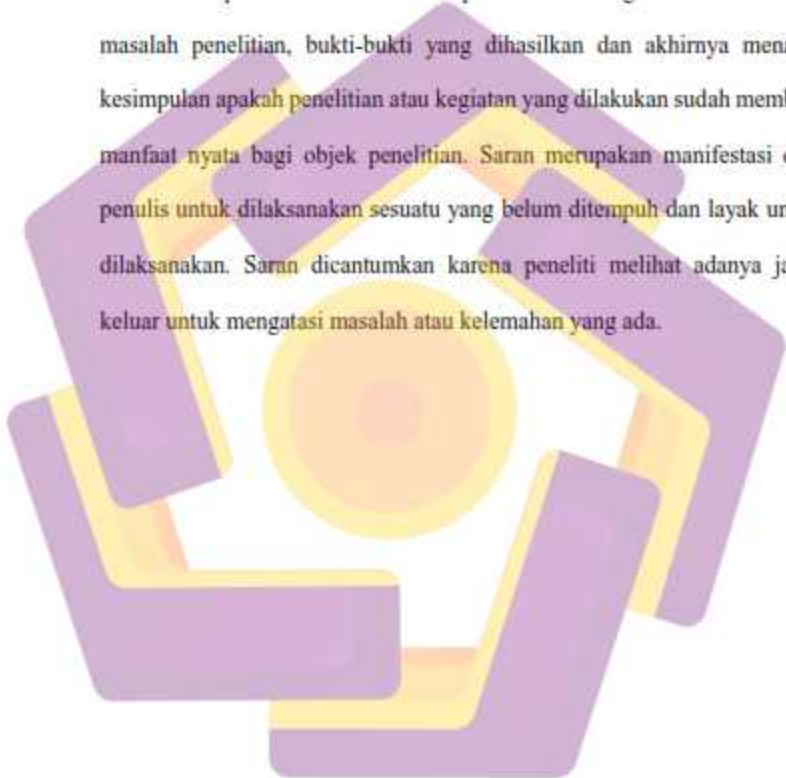 masalah penelitian, bukti-bukti yang dihasilkan dan akhirnya
kesimpulan apakah penelitian atau kegiatan yang dilakukan sudah
manfaat nyata bagi objek penelitian. Saran merupakan manifestasi
penulis untuk dilaksanakan sesuatu yang belum ditempuh dan layak
dilaksanakan. Saran dicantumkan karena peneliti melihat adanya
keluar untuk mengatasi masalah atau kelemahan yang ada.